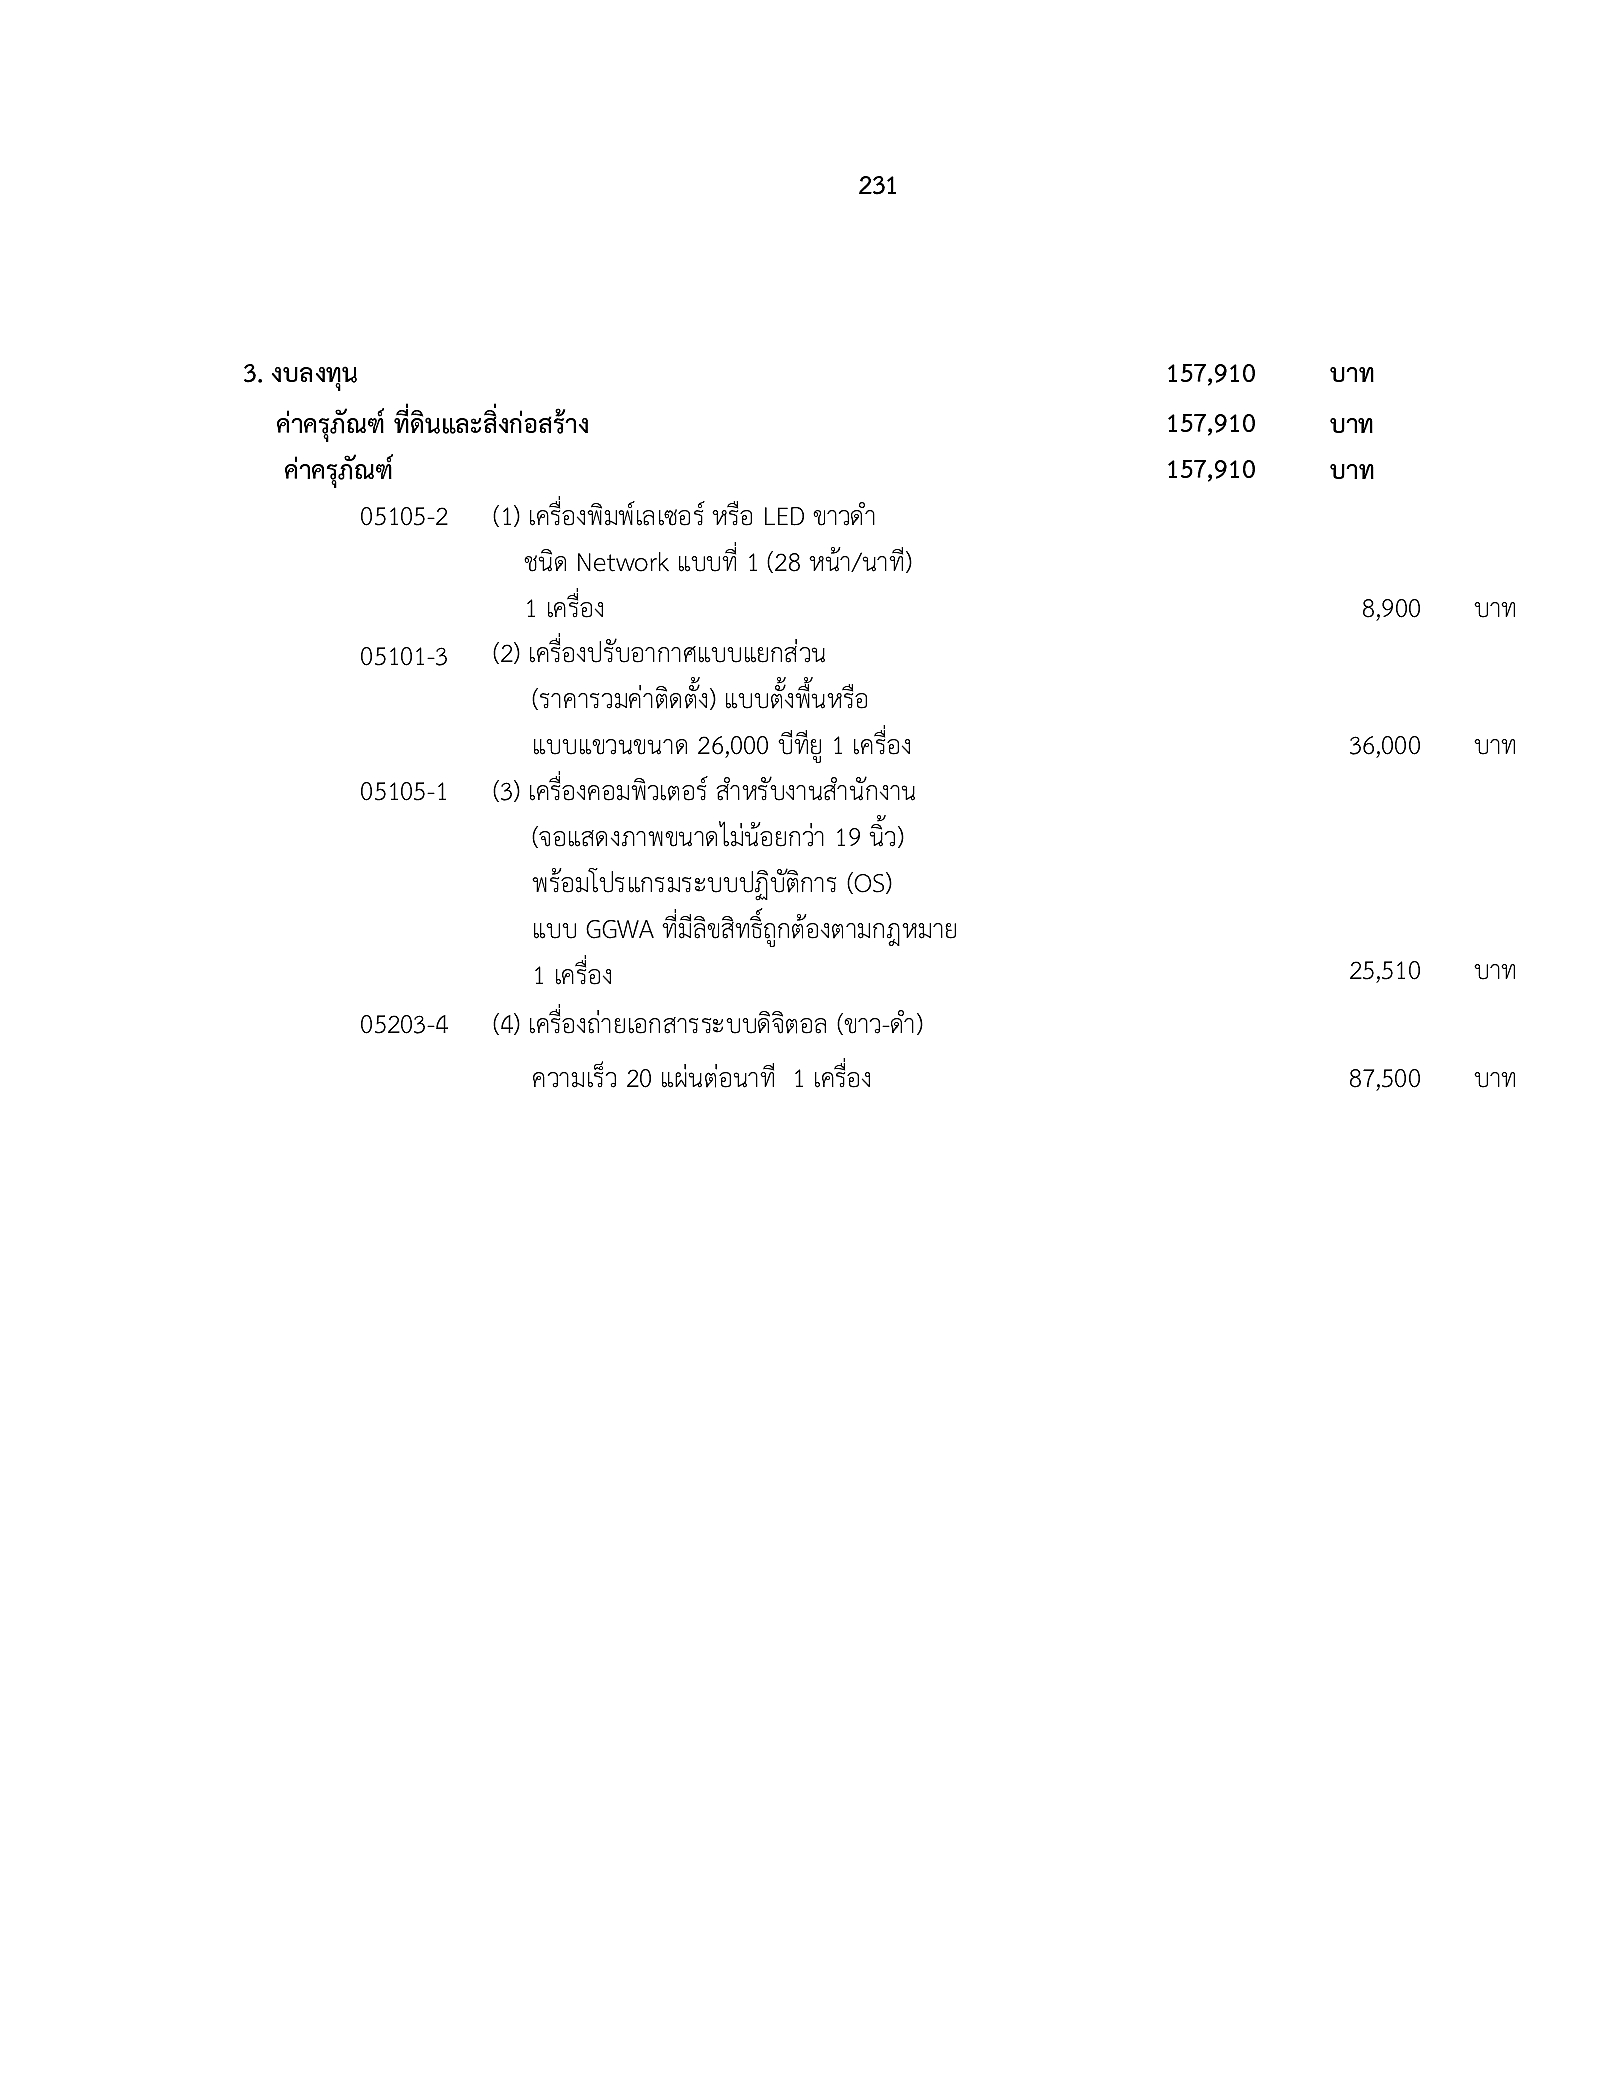 231
3. งบลงทุน 157,910 บาท
ค่าครุภัณฑ์ ที่ดินและสิ่งก่อสร้าง 157,910 บาท
ค่าครุภัณฑ์ 157,910 บาท
05105-2 (1) เครื่องพิมพ์เลเซอร์ หรือ LED ขาวดำ
ชนิด Network แบบที่ 1 (28 หน้า/นาที)
1 เครื่อง 8,900 บาท
05101-3 (2) เครื่องปรับอากาศแบบแยกส่วน
(ราคารวมค่าติดตั้ง) แบบตั้งพื้นหรือ
แบบแขวนขนาด 26,000 บีทียู 1 เครื่อง 36,000 บาท
05105-1 (3) เครื่องคอมพิวเตอร์ สำหรับงานสำนักงาน
(จอแสดงภาพขนาดไม่น้อยกว่า 19 นิ้ว)
พร้อมโปรแกรมระบบปฏิบัติการ (OS)
แบบ GGWA ที่มีลิขสิทธิ์ถูกต้องตามกฎหมาย
1 เครื่อง 25,510 บาท
05203-4 (4) เครื่องถ่ายเอกสารระบบดิจิตอล (ขาว-ดำ)
ความเร็ว 20 แผ่นต่อนาที 1 เครื่อง 87,500 บาท